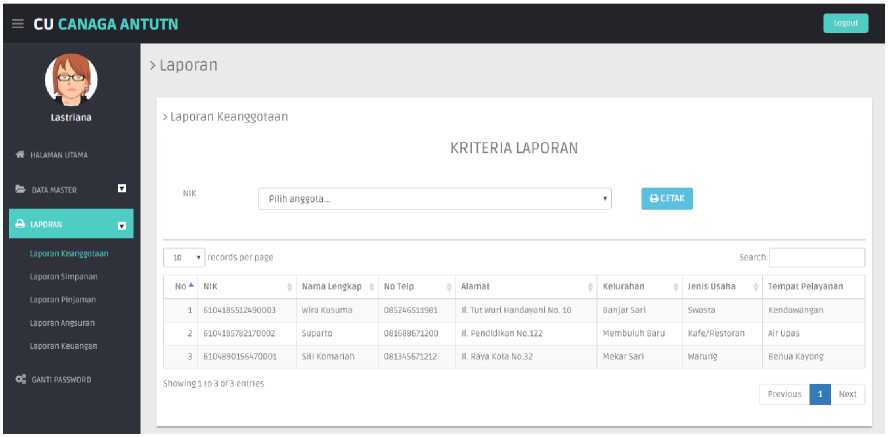 CU CANAGA ANTUTN
Logout
Lastriana
HALAMAN UTAMA
DATA MASTER
LAPORAN
Laporan Keanggotaan
Laporan Simpanan
Laporan Pinjaman
Laporan Angsuran
Laporan Keuangan
GANTI PASSWORD
> Laporan
> Laporan Keanggotaan
KRITERIA LAPORAN
NIK
Pilih anggota...
CETAK
10 records per page
Search:
No NIK Nama Lengkap No Telp Alamat Kelurahan Jenis Usaha Tempat Pelayanan
1 6104185512490003 Wira Kusuma 085246511981 Jl. Tut Wuri Handayani No. 10 Banjar Sari Swasta Kendawangan
2 6104185782170002 Suparto 081688671200 Jl. Pendidikan No.122 Membuluh Baru Kafe/Restoran Air Upas
3 6104890156470001 Siti Komariah 081345671212 Jl. Raya Kota No.32 Mekar Sari Warung Benua Kayong
Showing 1 to 3 of 3 entries
Previous 1 Next